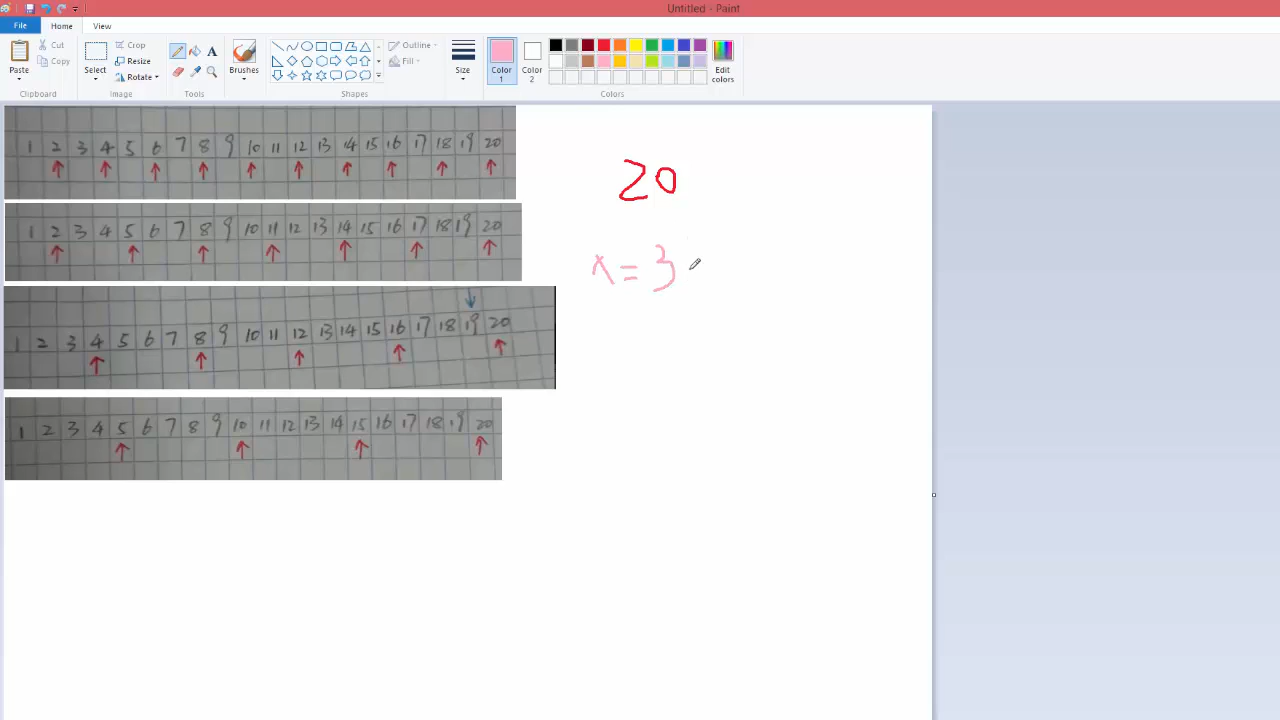 Untitled - Paint
File Home View
Paste Cut Copy Select Crop Resize Rotate Brushes Outline Fill Size Color 1 Color 2 Edit colors
Clipboard Image Tools Shapes Colors
1 2 3 4 5 6 7 8 9 10 11 12 13 14 15 16 17 18 19 20
20
1 2 3 4 5 6 7 8 9 10 11 12 13 14 15 16 17 18 19 20
x = 3
1 2 3 4 5 6 7 8 9 10 11 12 13 14 15 16 17 18 19 20
1 2 3 4 5 6 7 8 9 10 11 12 13 14 15 16 17 18 19 20